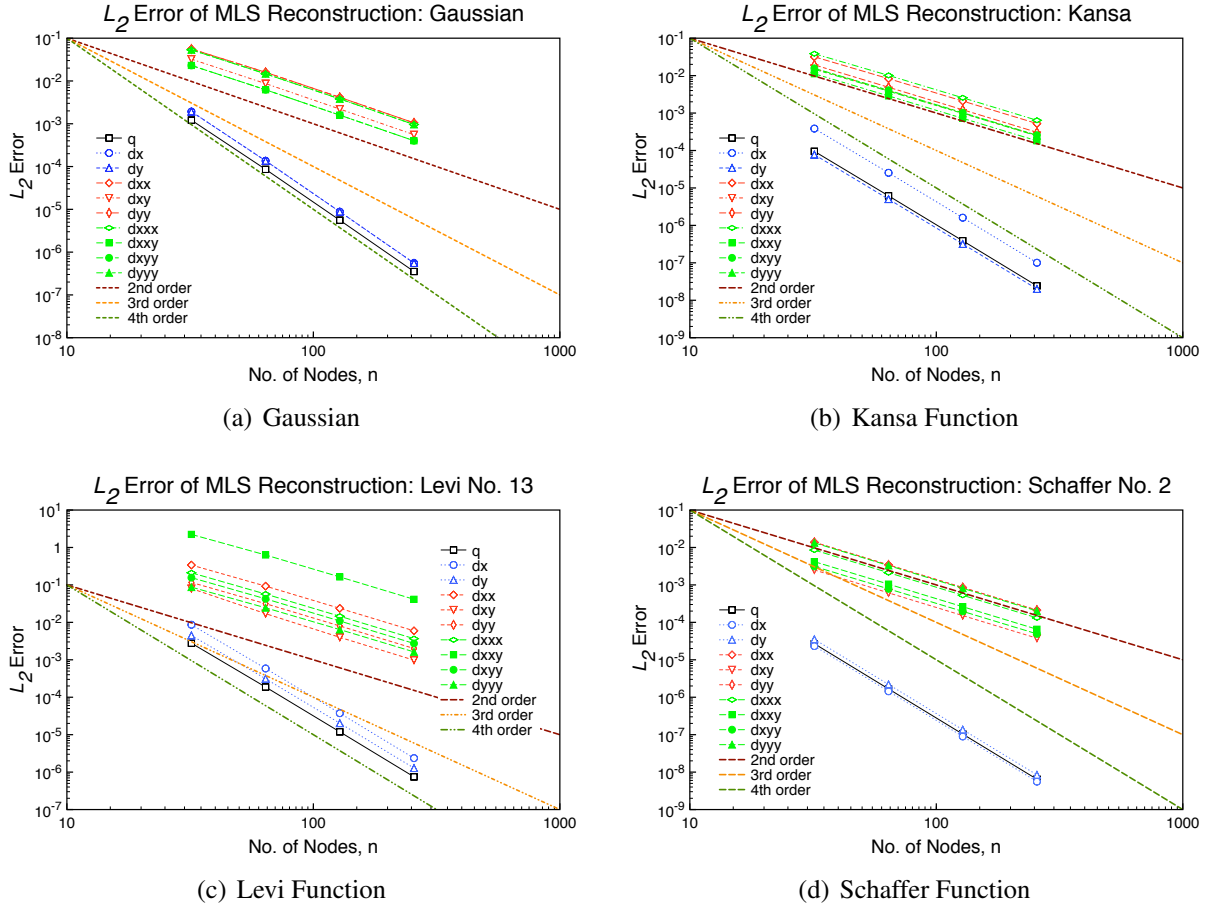 L2 Error of MLS Reconstruction: Gaussian
10-1
10-2
10-3
10-4
10-5
10-6
10-7
10-8
L2 Error
q
dx
dy
dxx
dxy
dyy
dxxx
dxxy
dxyy
dyyy
2nd order
3rd order
4th order
10
100
1000
No. of Nodes, n
(a) Gaussian
L2 Error of MLS Reconstruction: Kansa
10-1
10-2
10-3
10-4
10-5
10-6
10-7
10-8
10-9
L2 Error
q
dx
dy
dxx
dxy
dyy
dxxx
dxxy
dxyy
dyyy
2nd order
3rd order
4th order
10
100
1000
No. of Nodes, n
(b) Kansa Function
L2 Error of MLS Reconstruction: Levi No. 13
101
1
10-1
10-2
10-3
10-4
10-5
10-6
10-7
L2 Error
q
dx
dy
dxx
dxy
dyy
dxxx
dxxy
dxyy
dyyy
2nd order
3rd order
4th order
10
100
1000
No. of Nodes, n
(c) Levi Function
L2 Error of MLS Reconstruction: Schaffer No. 2
10-1
10-2
10-3
10-4
10-5
10-6
10-7
10-8
10-9
L2 Error
q
dx
dy
dxx
dxy
dyy
dxxx
dxxy
dxyy
dyyy
2nd order
3rd order
4th order
10
100
1000
No. of Nodes, n
(d) Schaffer Function